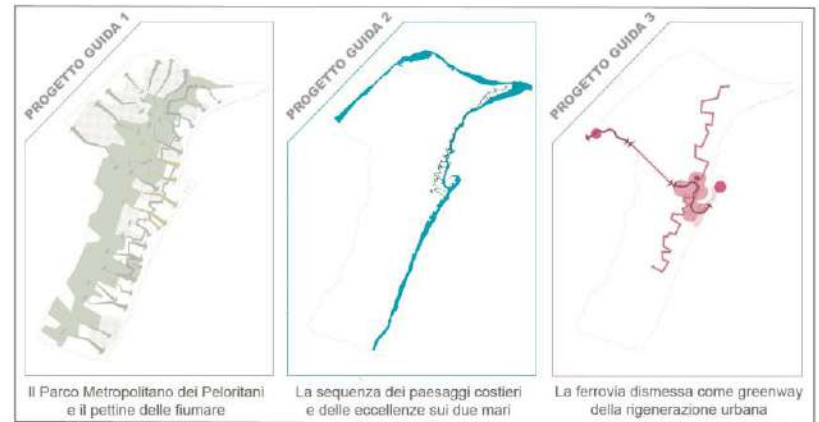 PROGETTO GUIDA 1
Il Parco Metropolitano dei Peloritani
e il pettine delle fiumare
PROGETTO GUIDA 2
La sequenza dei paesaggi costieri
e delle eccellenze sui due mari
PROGETTO GUIDA 3
La ferrovia dismessa come greenway
della rigenerazione urbana